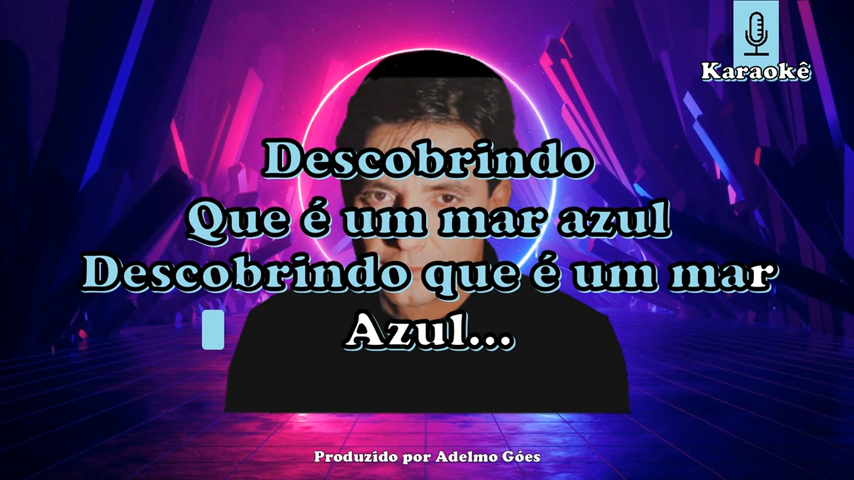 Karaokê
Descobrindo
Que é um mar azul
Descobrindo que é um mar
Azul...
Produzido por Adelmo Góes